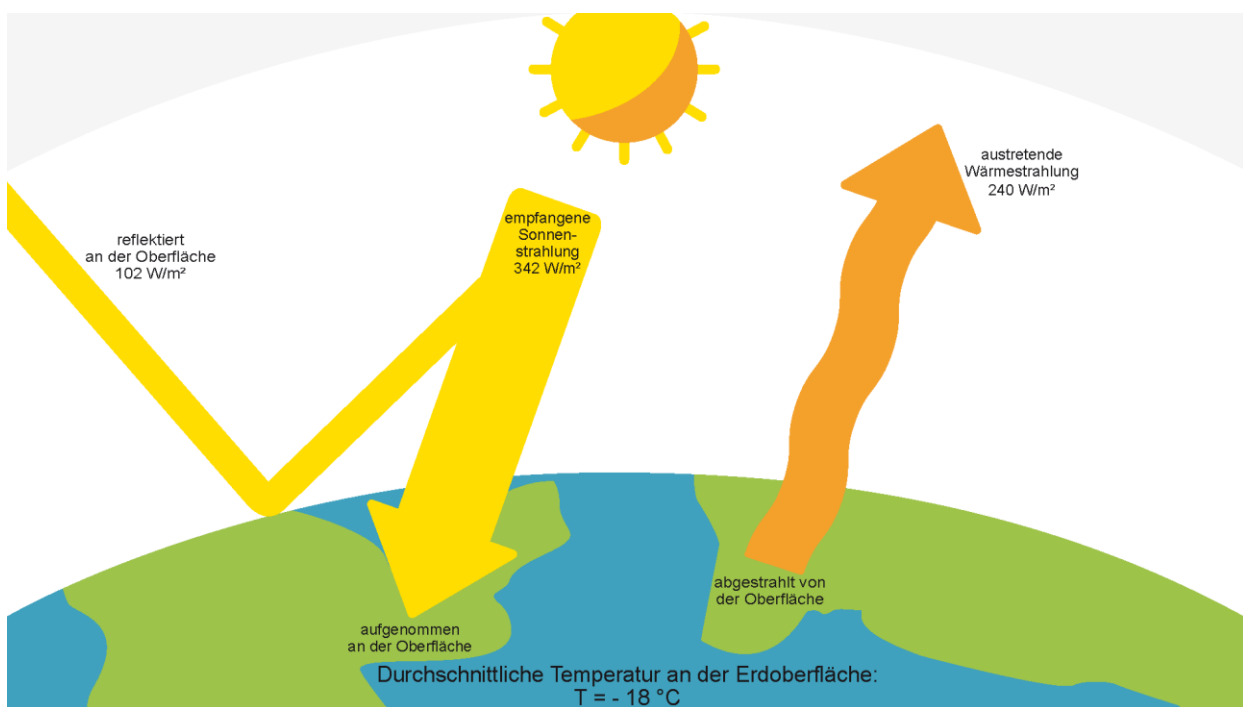 reflektiert
an der Oberfläche
102 W/m²
empfangene
Sonnen-
strahlung
342 W/m²
austretende
Wärmestrahlung
240 W/m²
aufgenommen
an der Oberfläche
abgestrahlt von
der Oberfläche
Durchschnittliche Temperatur an der Erdoberfläche:
T = - 18 °C